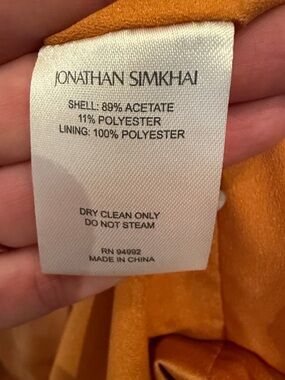 JONATHAN SIMKHAI
SHELL: 89% ACETATE
11% POLYESTER
LINING: 100% POLYESTER
DRY CLEAN ONLY
DO NOT STEAM
RN 94992
MADE IN CHINA